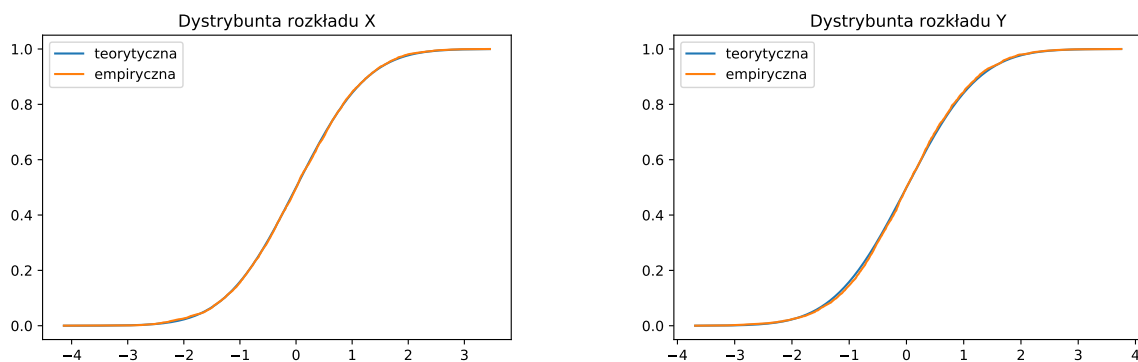 Dystrybunta rozkładu X
1.0
0.8
0.6
0.4
0.2
0.0
teorytyczna
empiryczna
−4 −3 −2 −1 0 1 2 3
Dystrybunta rozkładu Y
1.0
0.8
0.6
0.4
0.2
0.0
teorytyczna
empiryczna
−4 −3 −2 −1 0 1 2 3 4